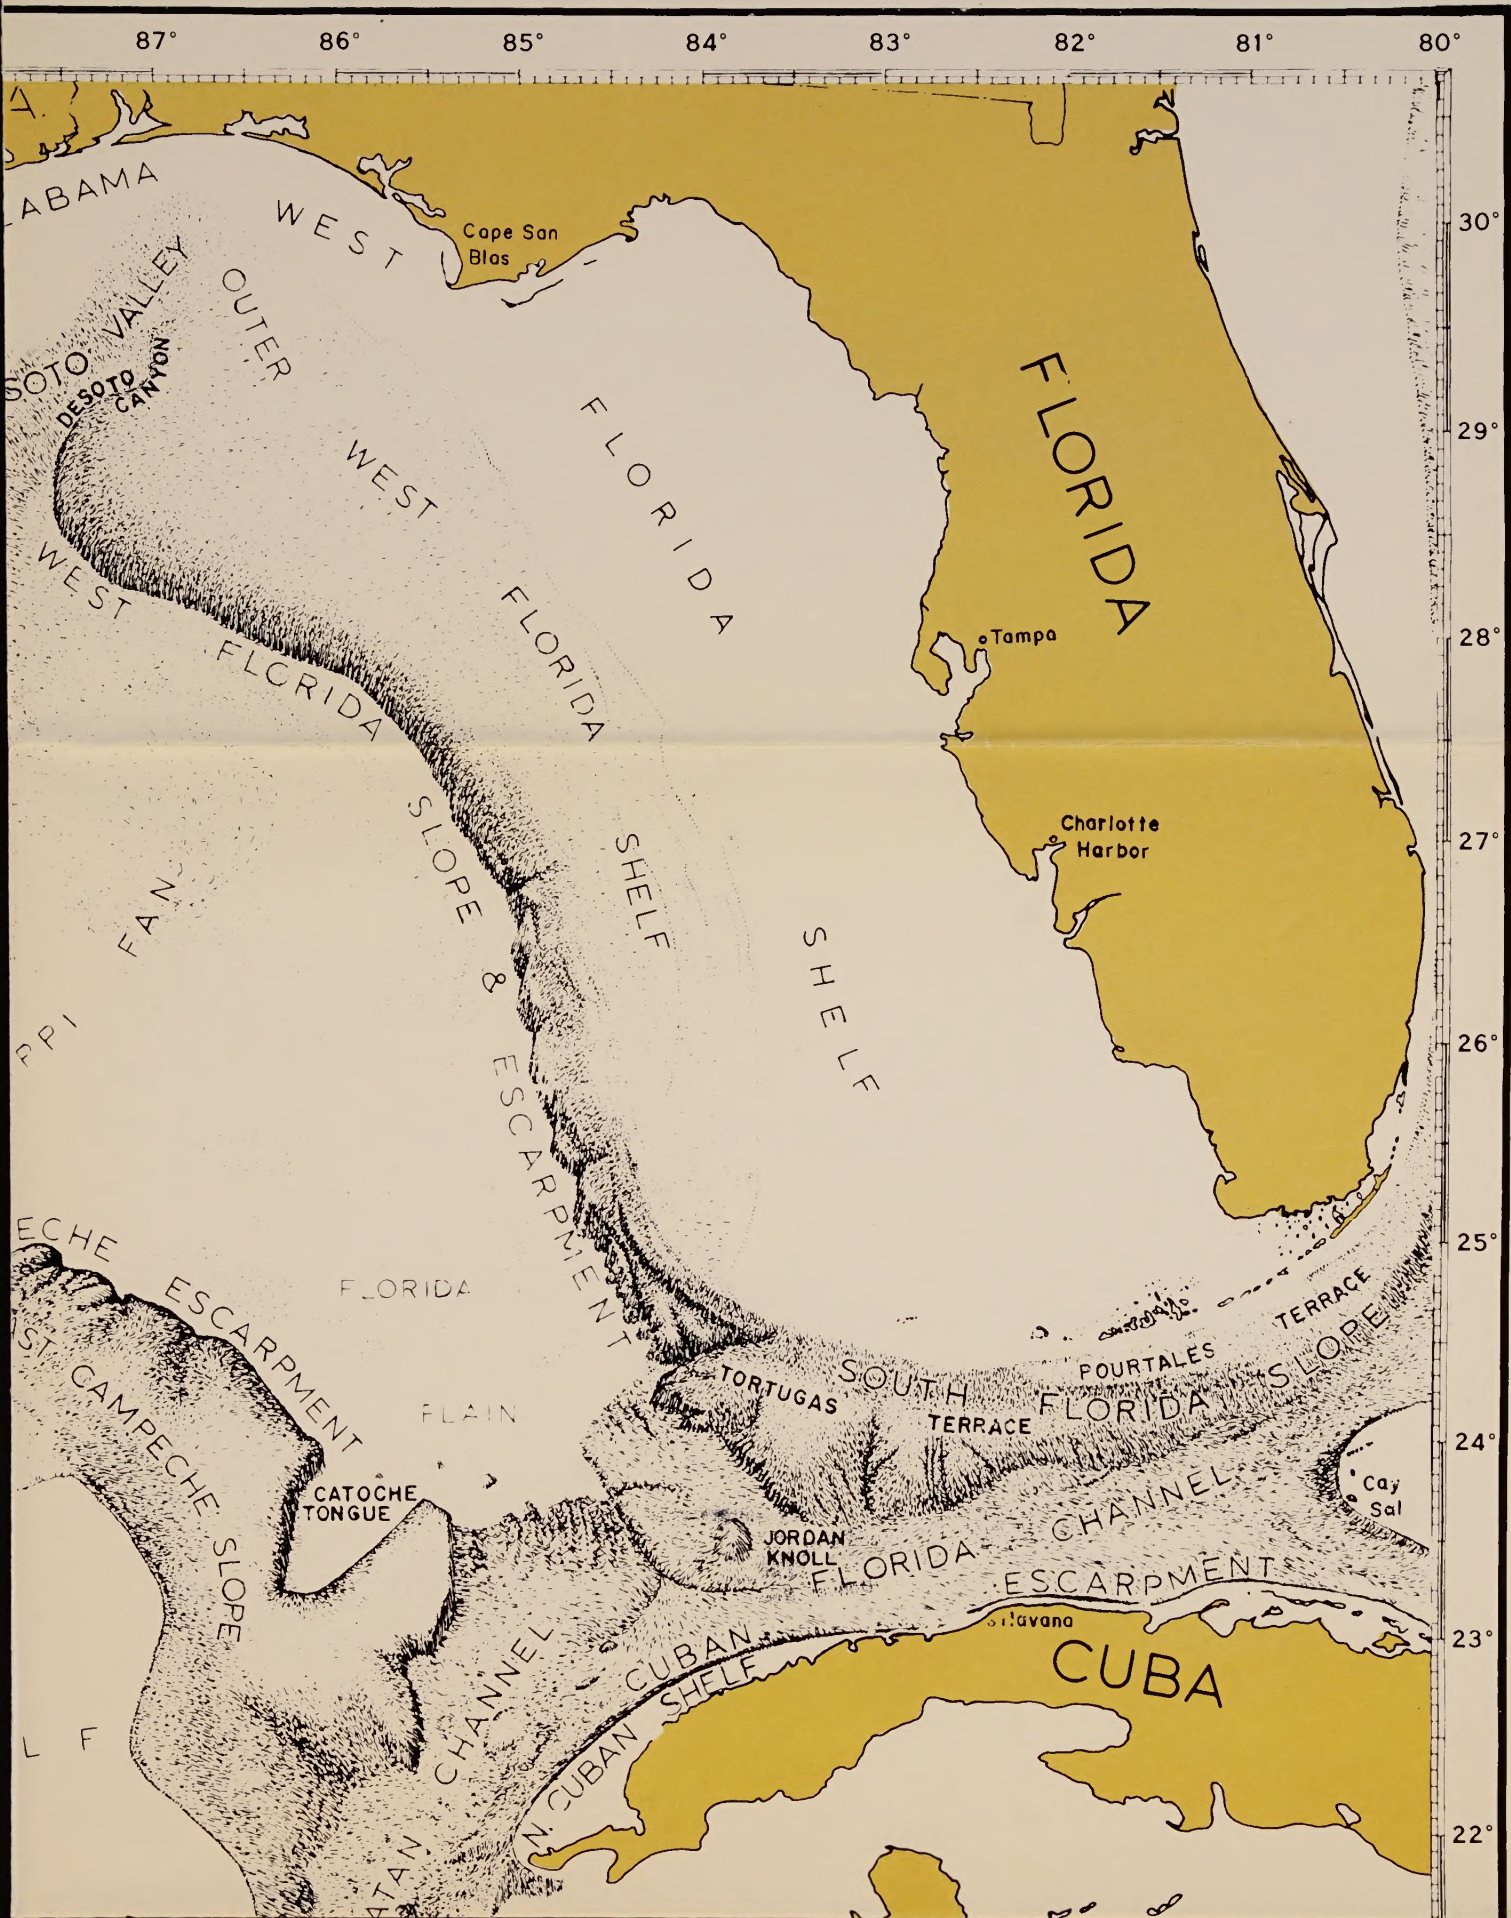 87° 86° 85° 84° 83° 82° 81° 80°
A.
ABAMA
WEST
Cape San
Blas
30°
SOTO VALLEY
OUTER
DESOTO
CANYON
FLORIDA
FLORIDA
29°
WEST
WEST
FLORIDA
Tampa
28°
FLORIDA
SLOPE
Charlotte
Harbor
27°
SHELF
FAN
SHELF
&
PPI
26°
ESCARPMENT
ECHE
ESCARPMENT
25°
FLORIDA
TERRACE
SLOPE
ST CAMPECHE SLOPE
POURTALES
SOUTH
FLORIDA
TORTUGAS
TERRACE
PLAIN
24°
CATOCHE
TONGUE
Cay
Sal
CHANNEL
JORDAN
KNOLL
FLORIDA
ESCARPMENT
Havana
23°
CUBAN
CUBA
SHELF
CHANNEL
L F
N. CUBAN
22°
ATAN